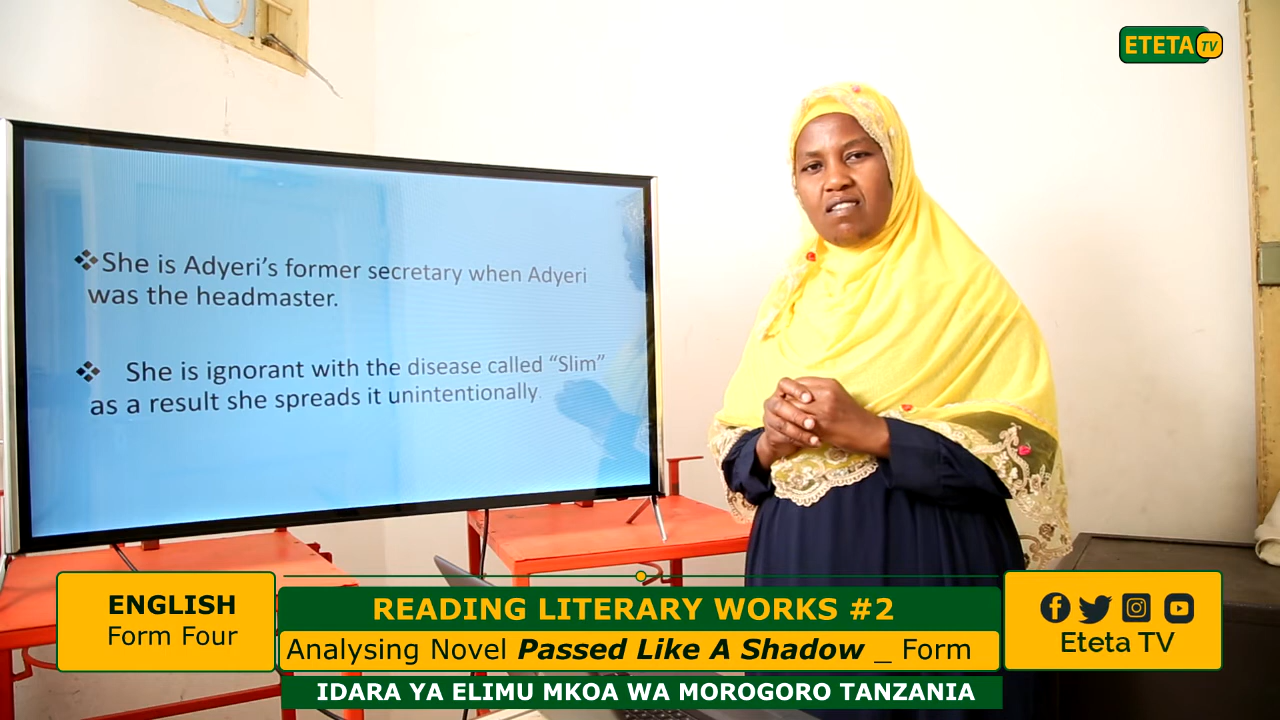 ETETA TV
❖She is Adyeri’s former secretary when Adyeri
was the headmaster.
❖ She is ignorant with the disease called “Slim”
as a result she spreads it unintentionally.
ENGLISH
Form Four
READING LITERARY WORKS #2
Analysing Novel Passed Like A Shadow _ Form
Eteta TV
IDARA YA ELIMU MKOA WA MOROGORO TANZANIA